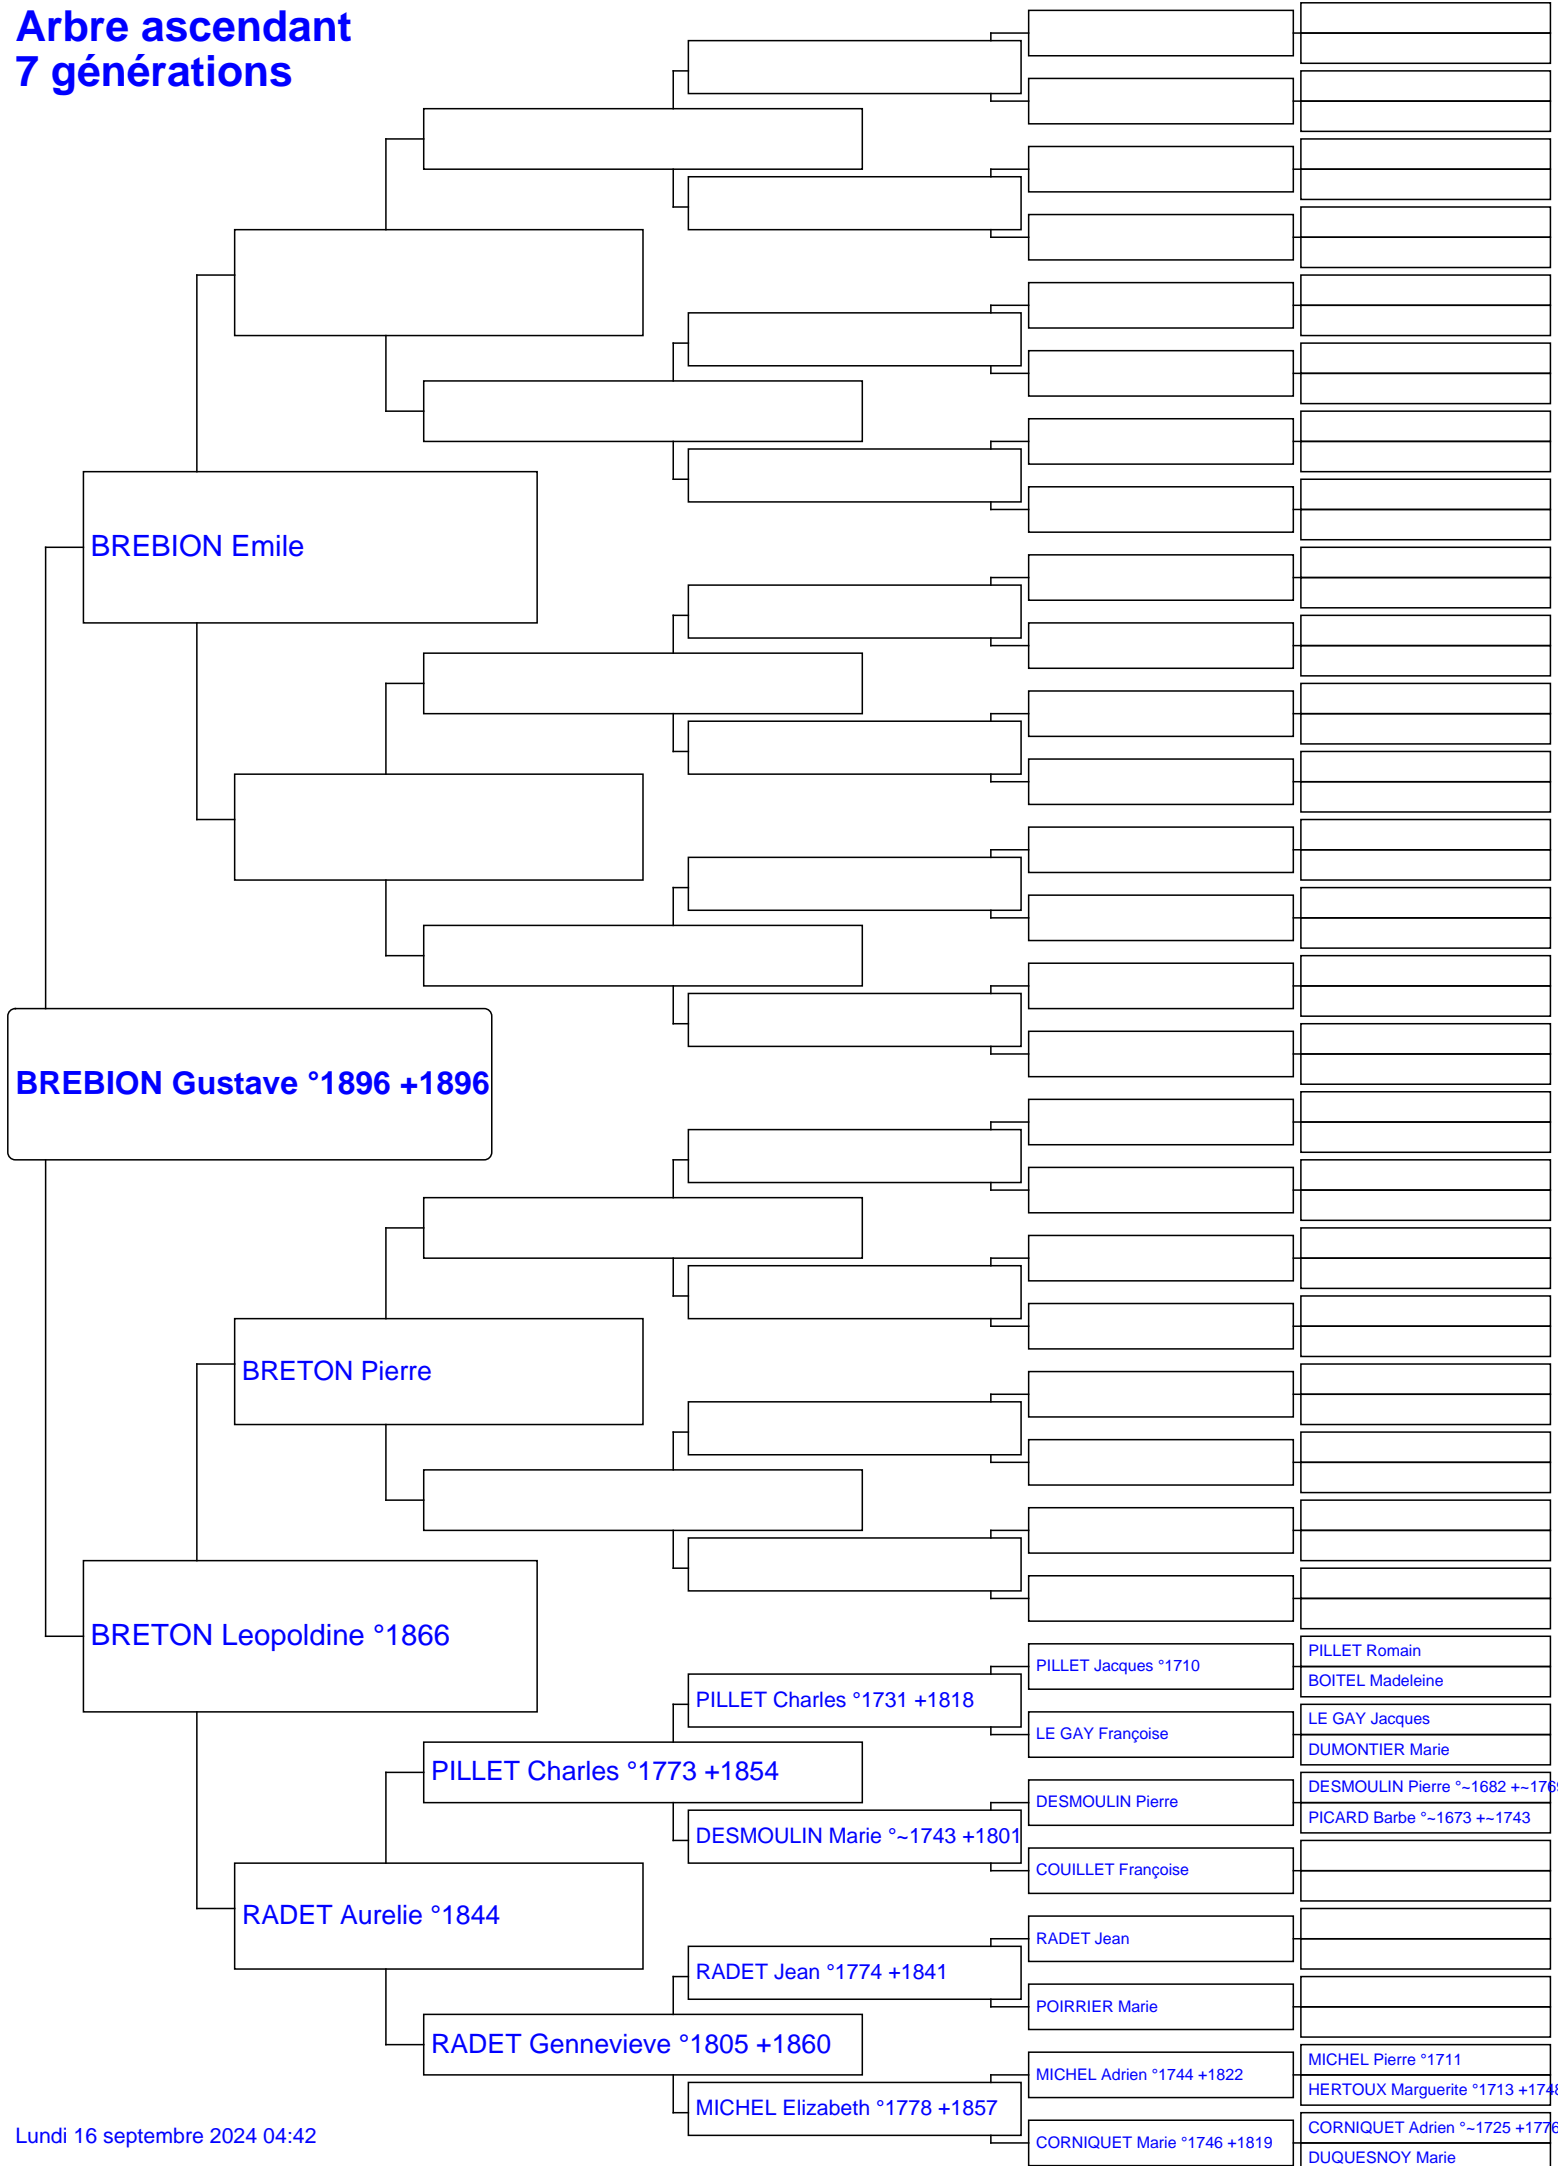 Arbre ascendant
7 générations
BREBION Emile
BREBION Gustave °1896 +1896
BRETON Pierre
BRETON Leopoldine °1866
PILLET Romain
PILLET Jacques °1710
BOITEL Madeleine
PILLET Charles °1731 +1818
LE GAY Jacques
LE GAY Françoise
DUMONTIER Marie
PILLET Charles °1773 +1854
DESMOULIN Pierre °~1682 +~1769
DESMOULIN Pierre
PICARD Barbe °~1673 +~1743
DESMOULIN Marie °~1743 +1801
COUILLET Françoise
RADET Aurelie °1844
RADET Jean
RADET Jean °1774 +1841
POIRRIER Marie
RADET Gennevieve °1805 +1860
MICHEL Pierre °1711
MICHEL Adrien °1744 +1822
HERTOUX Marguerite °1713 +1748
MICHEL Elizabeth °1778 +1857
CORNIQUET Adrien °~1725 +1776
CORNIQUET Marie °1746 +1819
DUQUESNOY Marie
Lundi 16 septembre 2024 04:42